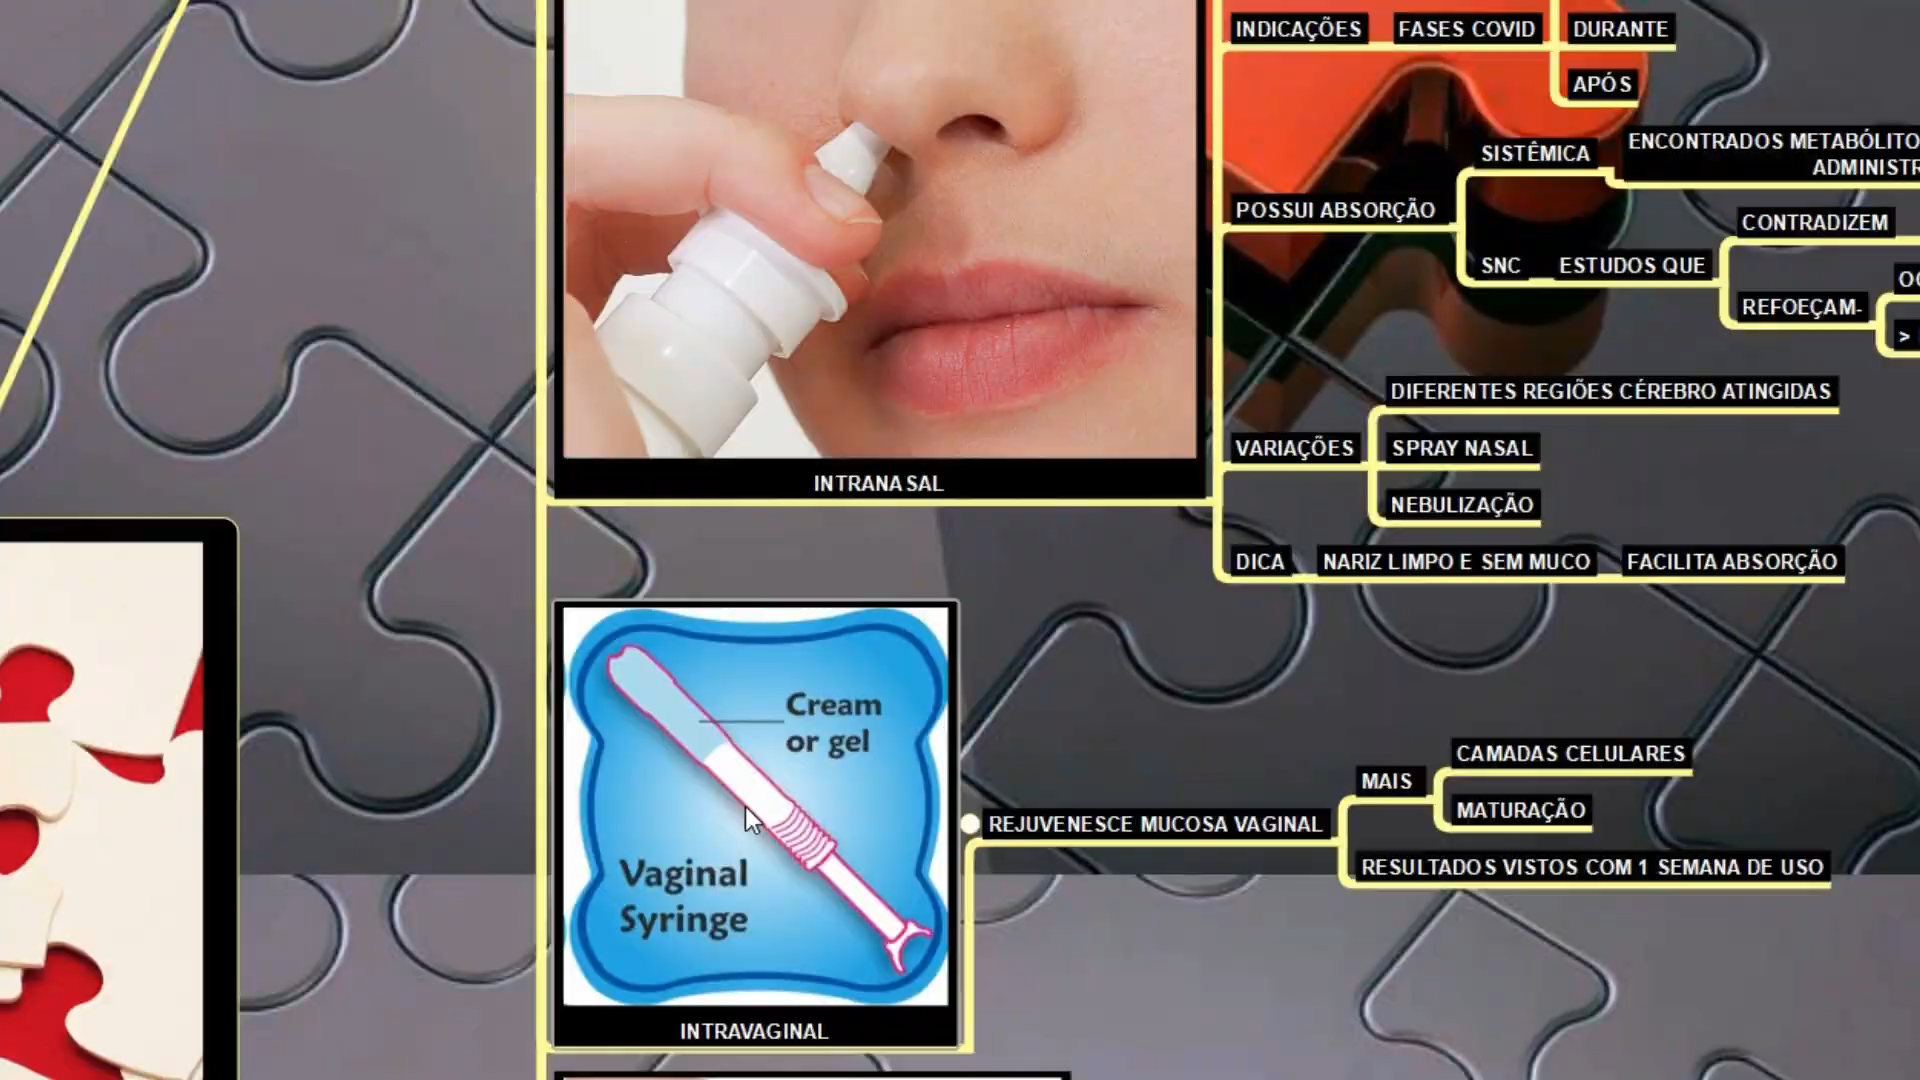 INDICAÇÕES
FASES COVID
DURANTE
APÓS
POSSUI ABSORÇÃO
SISTÊMICA
ENCONTRADOS
SNC
ESTUDOS QUE
CONTRADIZEM
REFOEÇAM-
>
VARIAÇÕES
DIFERENTES REGIÕES CÉREBRO ATINGIDAS
SPRAY NASAL
NEBULIZAÇÃO
INTRANASAL
DICA
NARIZ LIMPO E SEM MUCO
FACILITA ABSORÇÃO
Cream
or gel
Vaginal
Syringe
INTRAVAGINAL
REJUVENESCE MUCOSA VAGINAL
MAIS
CAMADAS CELULARES
MATURAÇÃO
RESULTADOS VISTOS COM 1 SEMANA DE USO